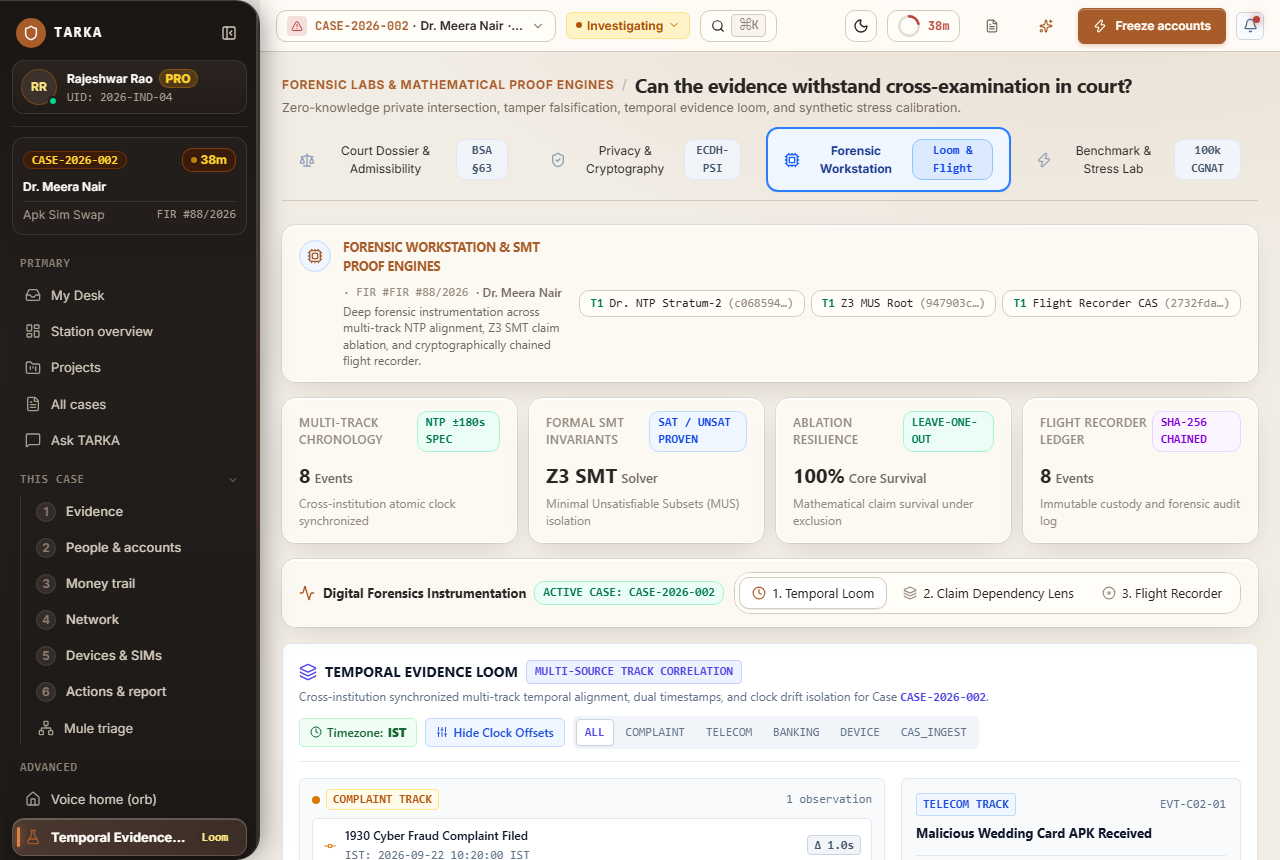 TARKA
RR
Rajeshwar Rao PRO
UID: 2026-IND-04
CASE-2026-002 38m
Dr. Meera Nair
Apk Sim Swap FIR #88/2026
PRIMARY
My Desk
Station overview
Projects
All cases
Ask TARKA
THIS CASE
1 Evidence
2 People & accounts
3 Money trail
4 Network
5 Devices & SIMs
6 Actions & report
Mule triage
ADVANCED
Voice home (orb)
Temporal Evidence... Loom
CASE-2026-002 · Dr. Meera Nair ·...
Investigating
⌘K
38m
Freeze accounts
FORENSIC LABS & MATHEMATICAL PROOF ENGINES / Can the evidence withstand cross-examination in court?
Zero-knowledge private intersection, tamper falsification, temporal evidence loom, and synthetic stress calibration.
Court Dossier & Admissibility BSA §63
Privacy & Cryptography ECDH-PSI
Forensic Workstation Loom & Flight
Benchmark & Stress Lab 100k CGNAT
FORENSIC WORKSTATION & SMT
PROOF ENGINES
· FIR #FIR #88/2026 · Dr. Meera Nair
Deep forensic instrumentation across
multi-track NTP alignment, Z3 SMT claim
ablation, and cryptographically chained
flight recorder.
T1 Dr. NTP Stratum-2 (c068594…)
T1 Z3 MUS Root (947903c…)
T1 Flight Recorder CAS (2732fda…)
MULTI-TRACK CHRONOLOGY
NTP ±180s SPEC
8 Events
Cross-institution atomic clock
synchronized
FORMAL SMT INVARIANTS
SAT / UNSAT PROVEN
Z3 SMT Solver
Minimal Unsatisfiable Subsets (MUS)
isolation
ABLATION RESILIENCE
LEAVE-ONE-OUT
100% Core Survival
Mathematical claim survival under
exclusion
FLIGHT RECORDER LEDGER
SHA-256 CHAINED
8 Events
Immutable custody and forensic audit
log
Digital Forensics Instrumentation ACTIVE CASE: CASE-2026-002
1. Temporal Loom 2. Claim Dependency Lens 3. Flight Recorder
TEMPORAL EVIDENCE LOOM MULTI-SOURCE TRACK CORRELATION
Cross-institution synchronized multi-track temporal alignment, dual timestamps, and clock drift isolation for Case CASE-2026-002.
Timezone: IST Hide Clock Offsets ALL COMPLAINT TELECOM BANKING DEVICE CAS_INGEST
COMPLAINT TRACK 1 observation
1930 Cyber Fraud Complaint Filed
IST: 2026-09-22 10:20:00 IST
Δ 1.0s
TELECOM TRACK EVT-C02-01
Malicious Wedding Card APK Received